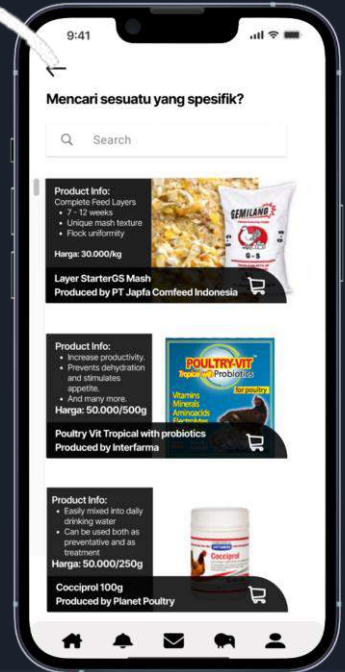 9:41
Mencari sesuatu yang spesifik?
Search
Product Info:
Complete Feed Layers
• 7 - 12 weeks
• Unique mash texture
• Flock uniformity
Harga: 30.000/kg
GEMILANG
G - S
Layer StarterGS Mash
Produced by PT Japfa Comfeed Indonesia
Product Info:
• Increase productivity.
• Prevents dehydration
and stimulates
appetite.
• And many more.
Harga: 50.000/500g
POULTRY-VIT
Tropical with Probiotics
for poultry
Vitamins
Minerals
Aminoacids
Electrolytes
Poultry Vit Tropical with probiotics
Produced by Interfarma
Product Info:
• Easily mixed into daily
drinking water
• Can be used both as
preventative and as
treatment
Harga: 50.000/250g
Cocciprol
Cocciprol 100g
Produced by Planet Poultry